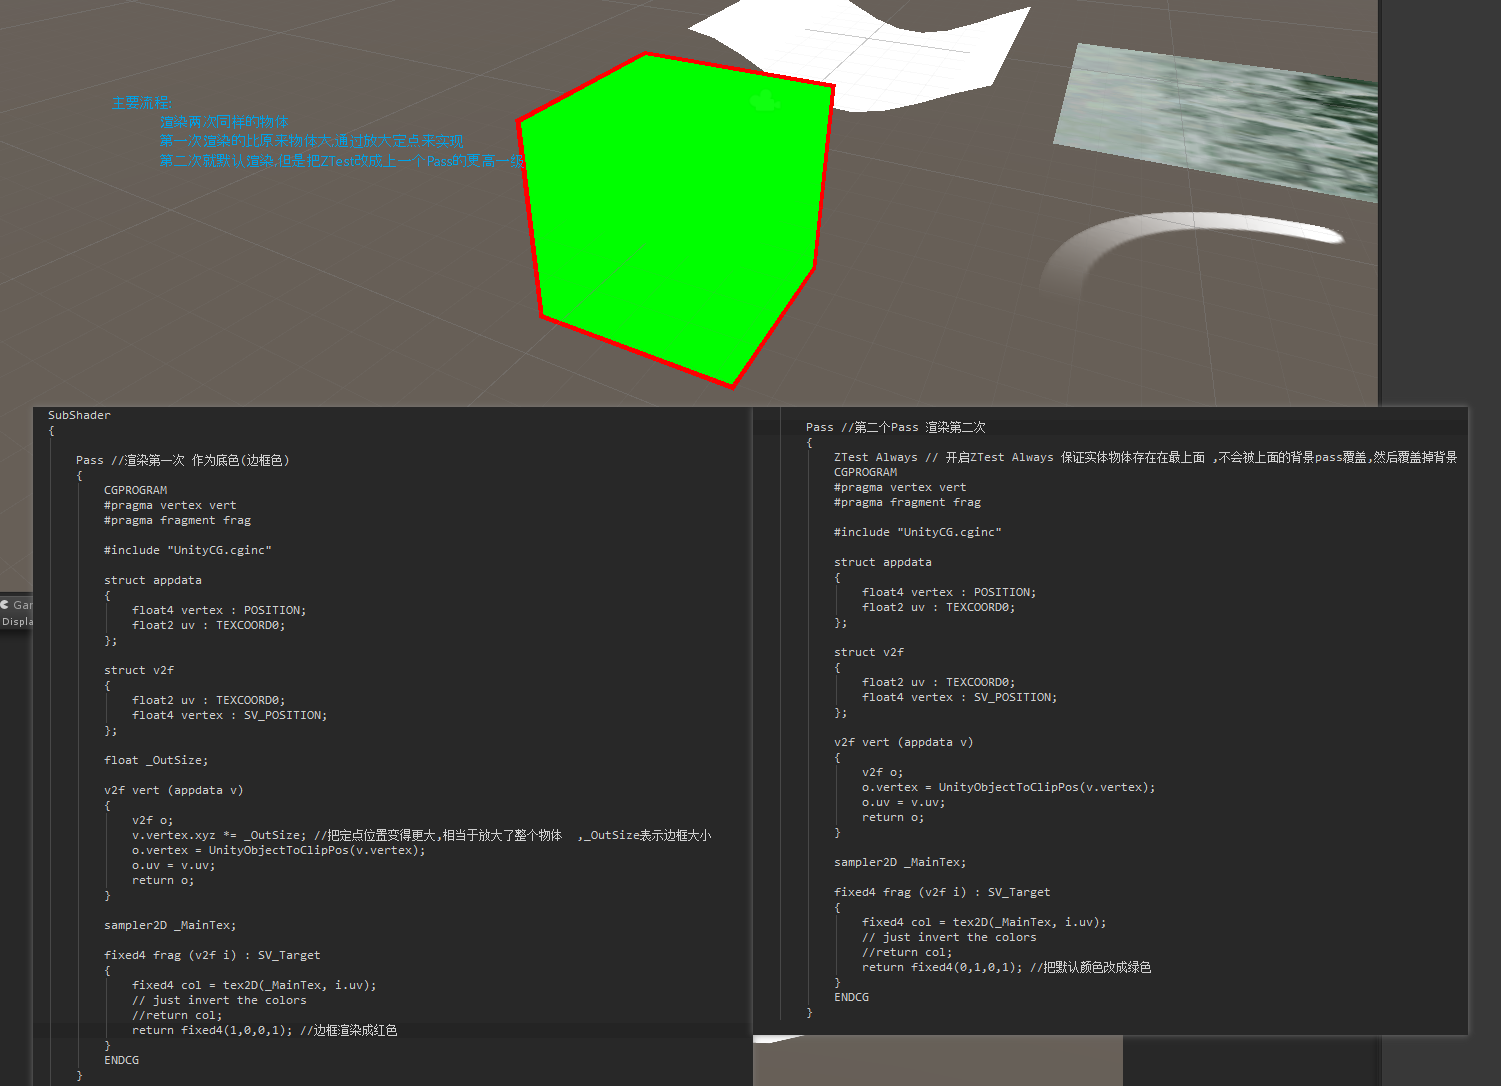 主要流程:
渲染两次同样的物体
第一次渲染的比原来物体大,通过放大定点来实现
第二次就默认渲染,但是把ZTest改成上一个Pass的更高一级
SubShader
{
Pass //渲染第一次 作为底色(边框色)
{
CGPROGRAM
#pragma vertex vert
#pragma fragment frag
#include "UnityCG.cginc"
struct appdata
{
float4 vertex : POSITION;
float2 uv : TEXCOORD0;
};
struct v2f
{
float2 uv : TEXCOORD0;
float4 vertex : SV_POSITION;
};
float _OutSize;
v2f vert (appdata v)
{
v2f o;
v.vertex.xyz *= _OutSize; //把定点位置变得更大,相当于放大了整个物体 ,_OutSize表示边框大小
o.vertex = UnityObjectToClipPos(v.vertex);
o.uv = v.uv;
return o;
}
sampler2D _MainTex;
fixed4 frag (v2f i) : SV_Target
{
fixed4 col = tex2D(_MainTex, i.uv);
// just invert the colors
//return col;
return fixed4(1,0,0,1); //边框渲染成红色
}
ENDCG
}
Pass //第二个Pass 渲染第二次
{
ZTest Always // 开启ZTest Always 保证实体物体存在在最上面 ,不会被上面的背景pass覆盖,然后覆盖掉背景
CGPROGRAM
#pragma vertex vert
#pragma fragment frag
#include "UnityCG.cginc"
struct appdata
{
float4 vertex : POSITION;
float2 uv : TEXCOORD0;
};
struct v2f
{
float2 uv : TEXCOORD0;
float4 vertex : SV_POSITION;
};
v2f vert (appdata v)
{
v2f o;
o.vertex = UnityObjectToClipPos(v.vertex);
o.uv = v.uv;
return o;
}
sampler2D _MainTex;
fixed4 frag (v2f i) : SV_Target
{
fixed4 col = tex2D(_MainTex, i.uv);
// just invert the colors
//return col;
return fixed4(0,1,0,1); //把默认颜色改成绿色
}
ENDCG
}
Gar
Displa